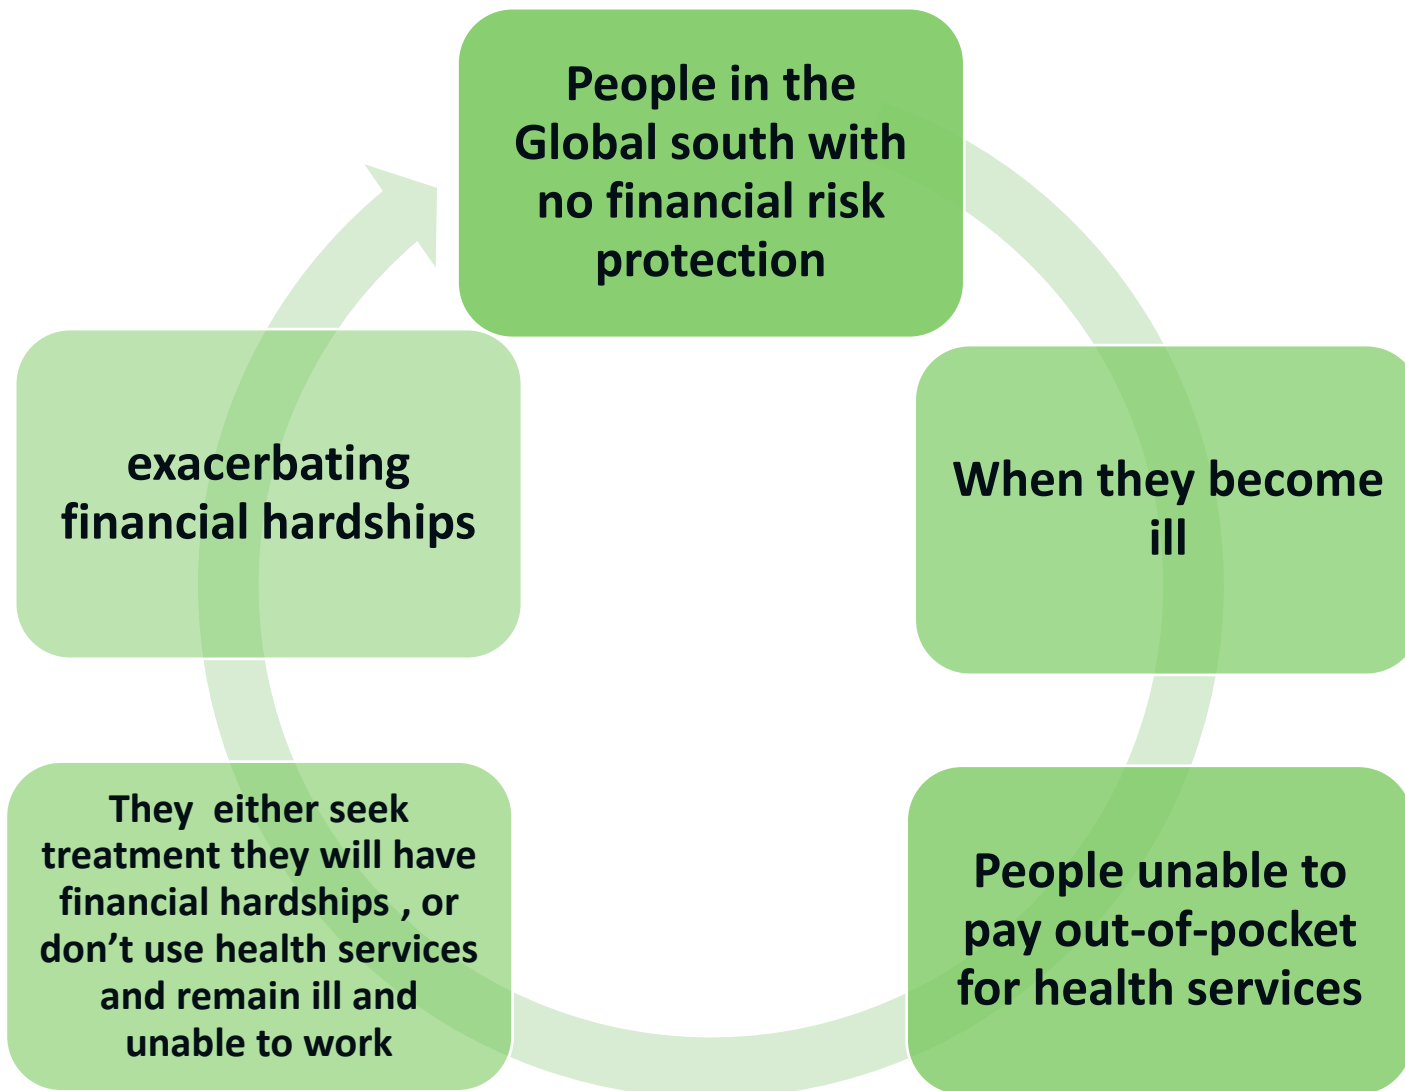 People in the
Global south with
no financial risk
protection
When they become
ill
People unable to
pay out-of-pocket
for health services
They  either seek
treatment they will have
financial hardships , or
don’t use health services
and remain ill and
unable to work
exacerbating
financial hardships